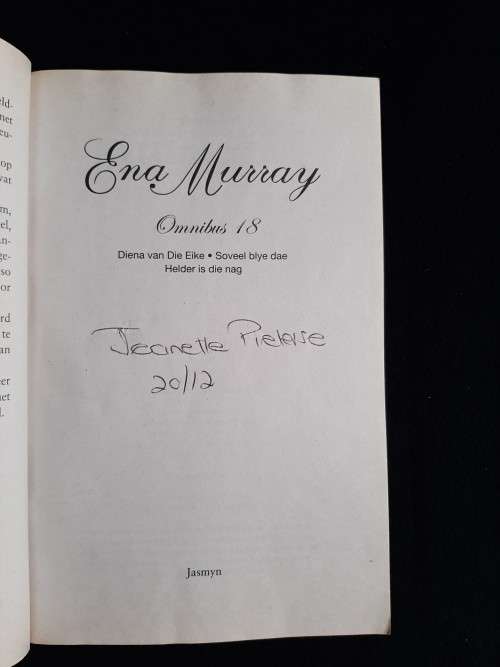 Ena Murray
Omnibus 18
Diena van Die Eike • Soveel blye dae
Helder is die nag
Jeanette Pieterse
20/12
Jasmyn